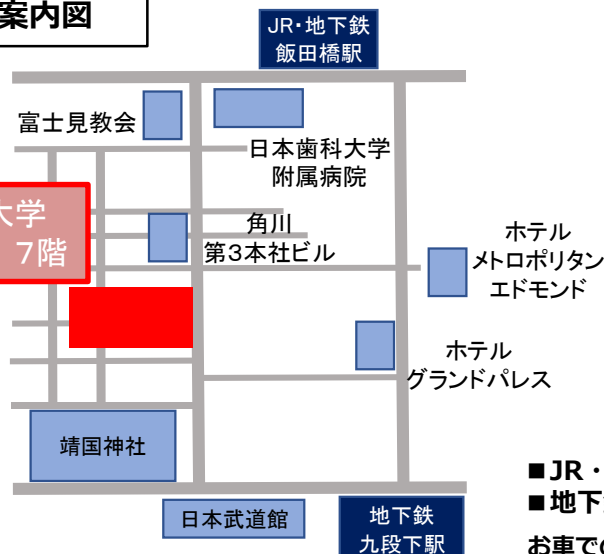 案内図
JR・地下鉄
飯田橋駅
富士見教会
日本歯科大学
附属病院
大学
7階
角川
第3本社ビル
ホテル
メトロポリタン
エドモンド
ホテル
グランドパレス
靖国神社
■JR・
■地下
日本武道館
地下鉄
九段下駅
お車での